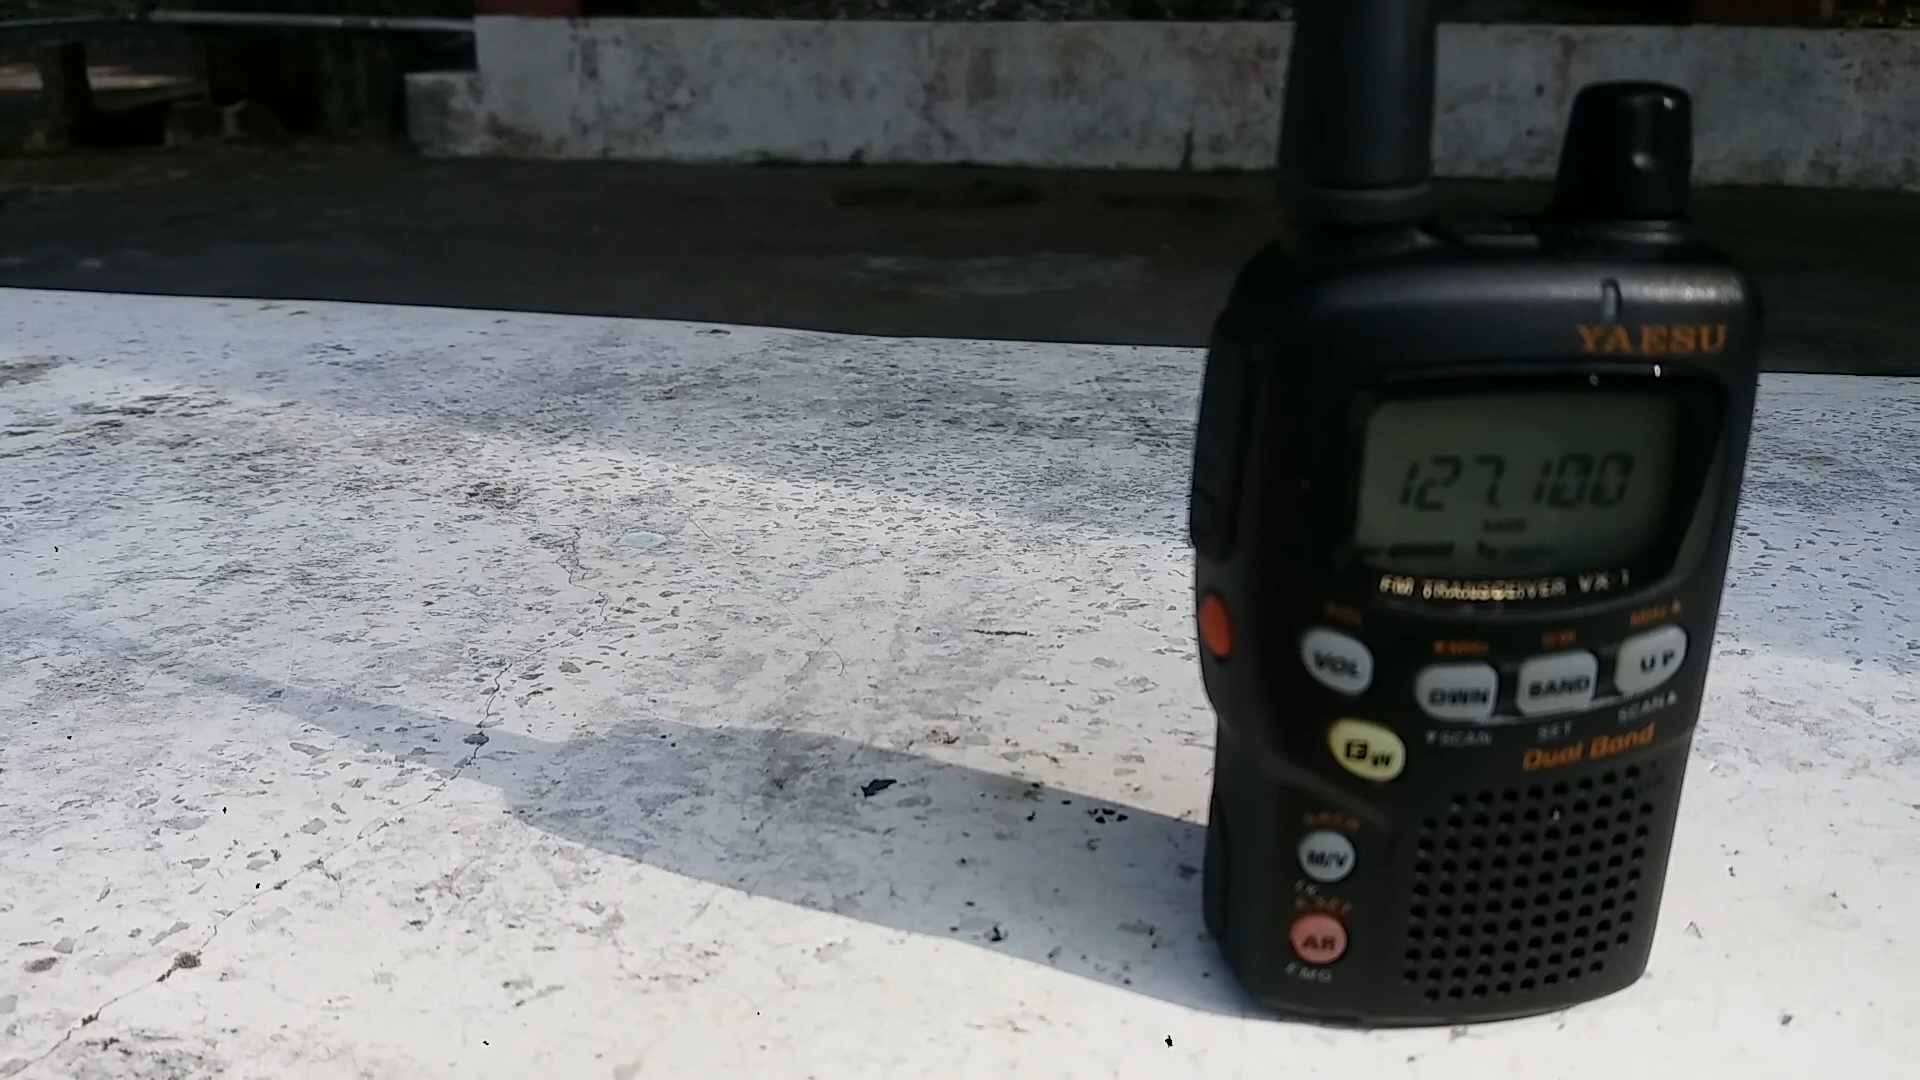 YAESU
127.100
FM TRANSCEIVER VX-1
VOL
DWN
BAND
UP
SCAN▲
▼SCAN
SET
Dual Band
M/V
AR
EMG